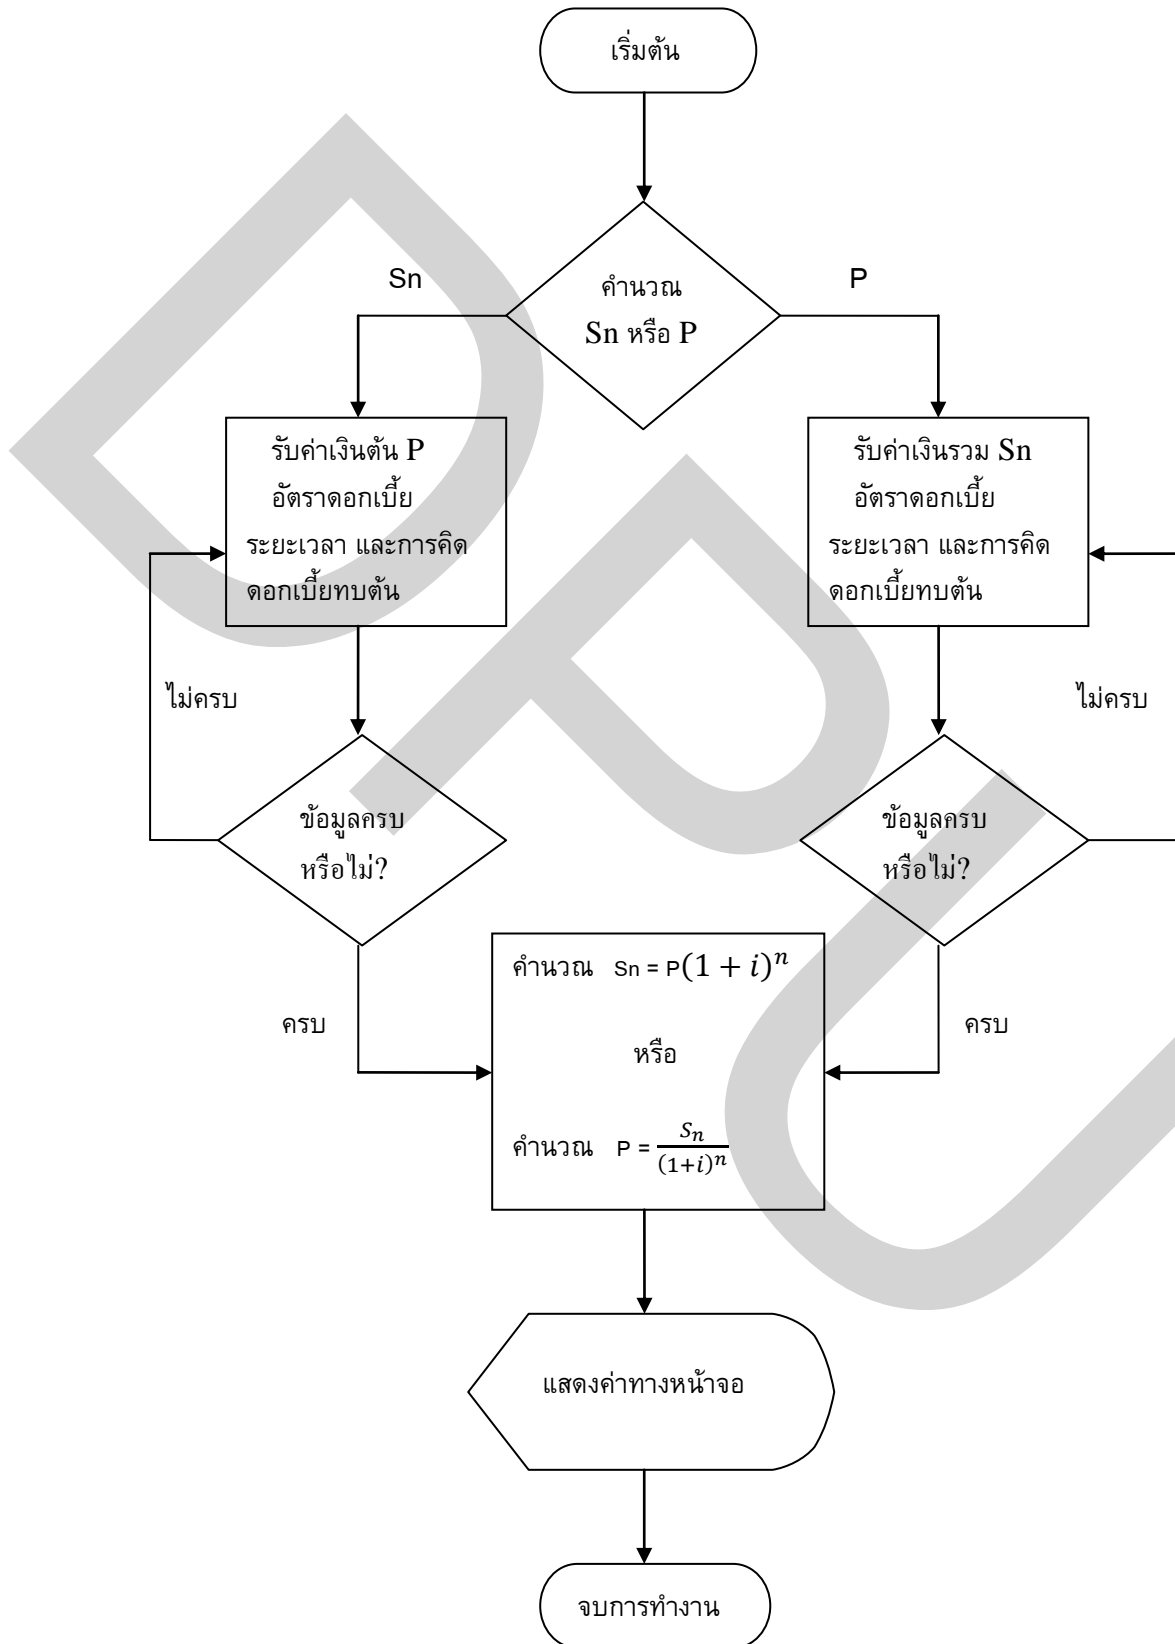 เริ่มต้น
Sn
P
คำนวณ
Sn หรือ P
รับค่าเงินต้น P
อัตราดอกเบี้ย
ระยะเวลา และการคิด
ดอกเบี้ยทบต้น
รับค่าเงินรวม Sn
อัตราดอกเบี้ย
ระยะเวลา และการคิด
ดอกเบี้ยทบต้น
ไม่ครบ
ไม่ครบ
ข้อมูลครบ
หรือไม่?
ข้อมูลครบ
หรือไม่?
ครบ
ครบ
คำนวณ Sn = P(1 + i)^n
หรือ
คำนวณ P = S_n/(1+i)^n
แสดงค่าทางหน้าจอ
จบการทำงาน
DPU